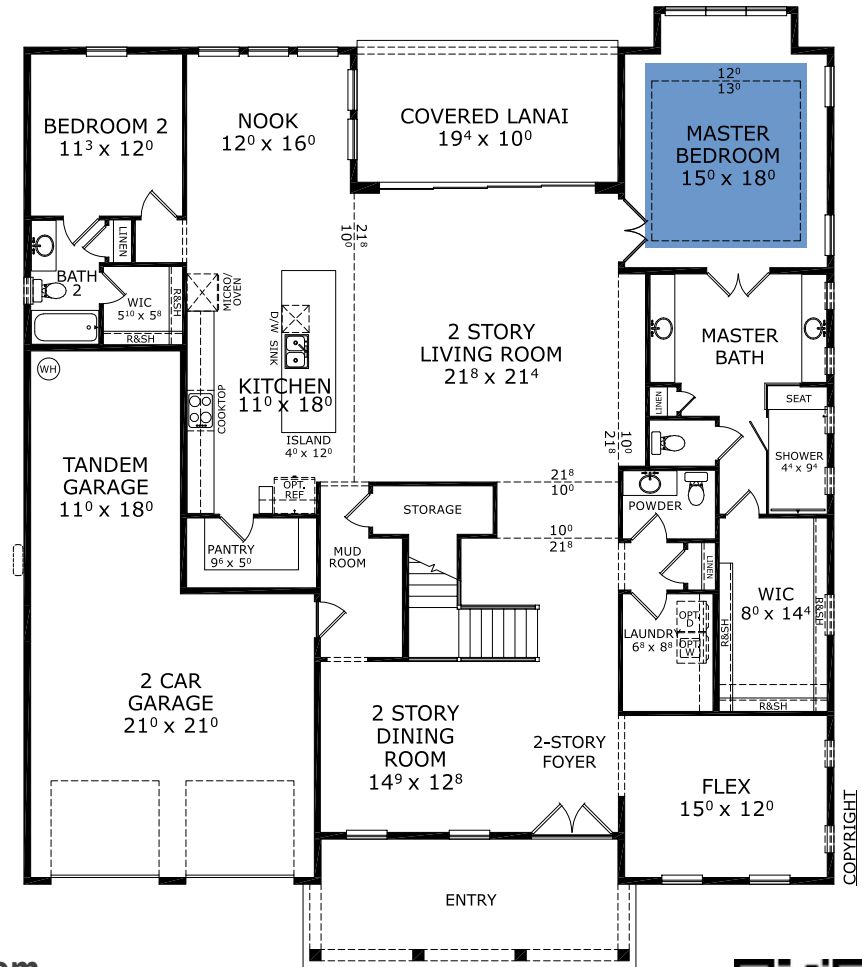 12⁰
13⁰
MASTER
BEDROOM
15⁰ x 18⁰
BEDROOM 2
11³ x 12⁰
NOOK
12⁰ x 16⁰
COVERED LANAI
19⁴ x 10⁰
21⁸
10⁰
LINEN
BATH
2
WIC
5¹⁰ x 5⁸
R&SH
R&SH
MICRO/
OVEN
D/W
SINK
2 STORY
LIVING ROOM
21⁸ x 21⁴
MASTER
BATH
WH
KITCHEN
11⁰ x 18⁰
COOKTOP
ISLAND
4⁰ x 12⁰
LINEN
SEAT
10⁰
21⁸
SHOWER
4⁴ x 9⁴
TANDEM
GARAGE
11⁰ x 18⁰
OPT.
REF
21⁸
10⁰
STORAGE
POWDER
10⁰
21⁸
PANTRY
9⁶ x 5⁰
MUD
ROOM
LINEN
WIC
8⁰ x 14⁴
R&SH
R&SH
R&SH
OPT
D
OPT
W
LAUNDRY
6⁸ x 8⁸
2 CAR
GARAGE
21⁰ x 21⁰
2 STORY
DINING
ROOM
14⁹ x 12⁸
2-STORY
FOYER
FLEX
15⁰ x 12⁰
COPYRIGHT
ENTRY